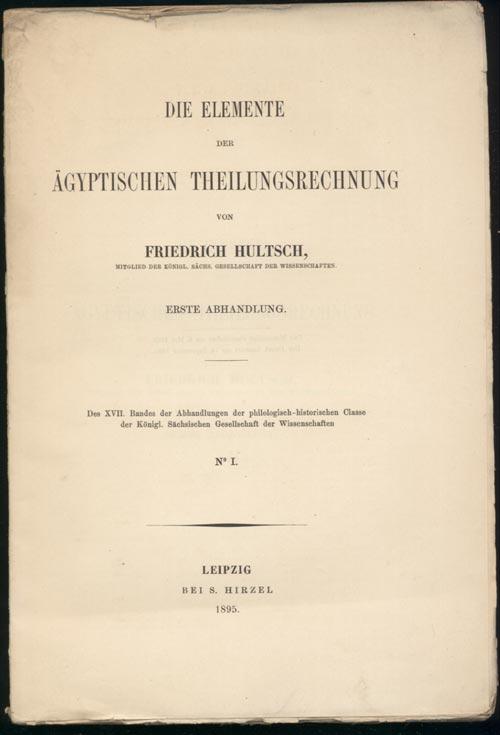 DIE ELEMENTE
DER
ÄGYPTISCHEN THEILUNGSRECHNUNG
VON
FRIEDRICH HULTSCH,
MITGLIED DER KÖNIGL. SÄCHS. GESELLSCHAFT DER WISSENSCHAFTEN.
ERSTE ABHANDLUNG.
Des XVII. Bandes der Abhandlungen der philologisch-historischen Classe
der Königl. Sächsischen Gesellschaft der Wissenschaften
Nº I.
LEIPZIG
BEI S. HIRZEL
1895.